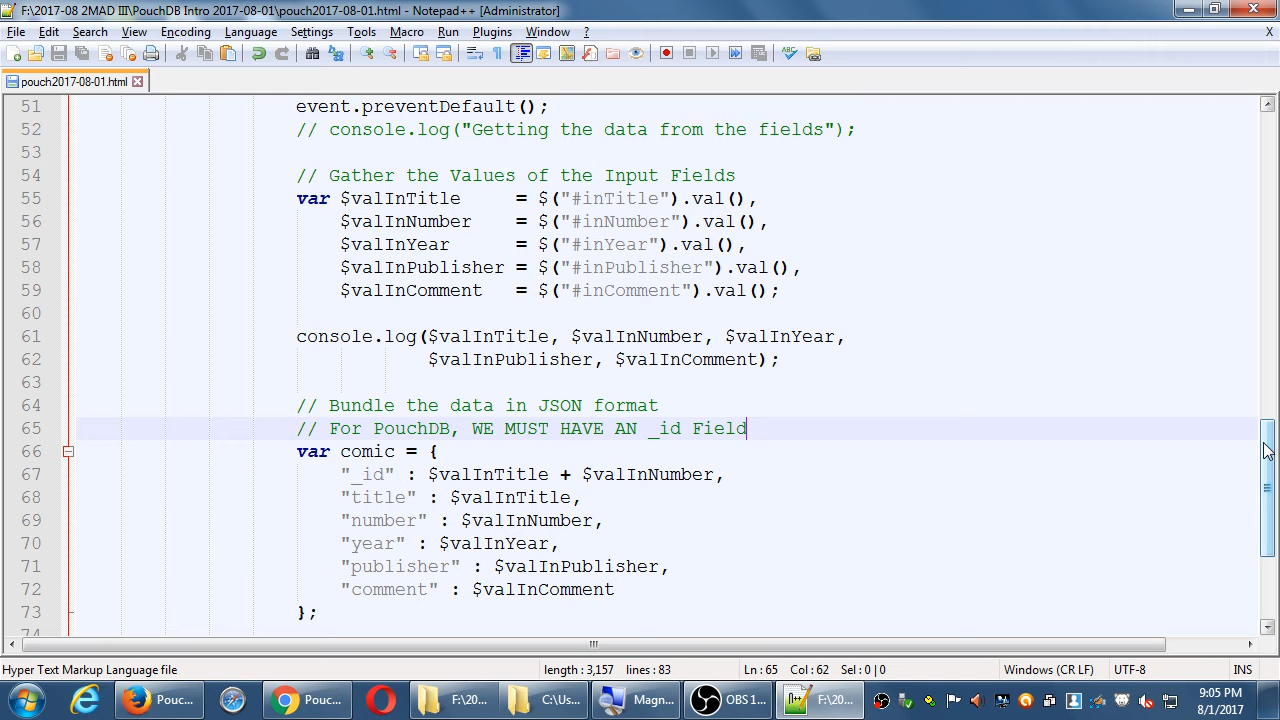 F:\2017-08 2MAD III\PouchDB Intro 2017-08-01\pouch2017-08-01.html - Notepad++ [Administrator]
File Edit Search View Encoding Language Settings Tools Macro Run Plugins Window ? X
pouch2017-08-01.html
51 event.preventDefault();
52 // console.log("Getting the data from the fields");
53
54 // Gather the Values of the Input Fields
55 var $valInTitle     = $("#inTitle").val(),
56 $valInNumber    = $("#inNumber").val(),
57 $valInYear      = $("#inYear").val(),
58 $valInPublisher = $("#inPublisher").val(),
59 $valInComment   = $("#inComment").val();
60
61 console.log($valInTitle, $valInNumber, $valInYear,
62 $valInPublisher, $valInComment);
63
64 // Bundle the data in JSON format
65 // For PouchDB, WE MUST HAVE AN _id Field
66 var comic = {
67 "_id" : $valInTitle + $valInNumber,
68 "title" : $valInTitle,
69 "number" : $valInNumber,
70 "year" : $valInYear,
71 "publisher" : $valInPublisher,
72 "comment" : $valInComment
73 };
74
Hyper Text Markup Language file length : 3,157 lines : 83 Ln : 65 Col : 62 Sel : 0 | 0 Windows (CR LF) UTF-8 INS
Pouc... Pouc... F:\20... C:\Us... Magn... OBS 1... F:\20... 9:05 PM
8/1/2017